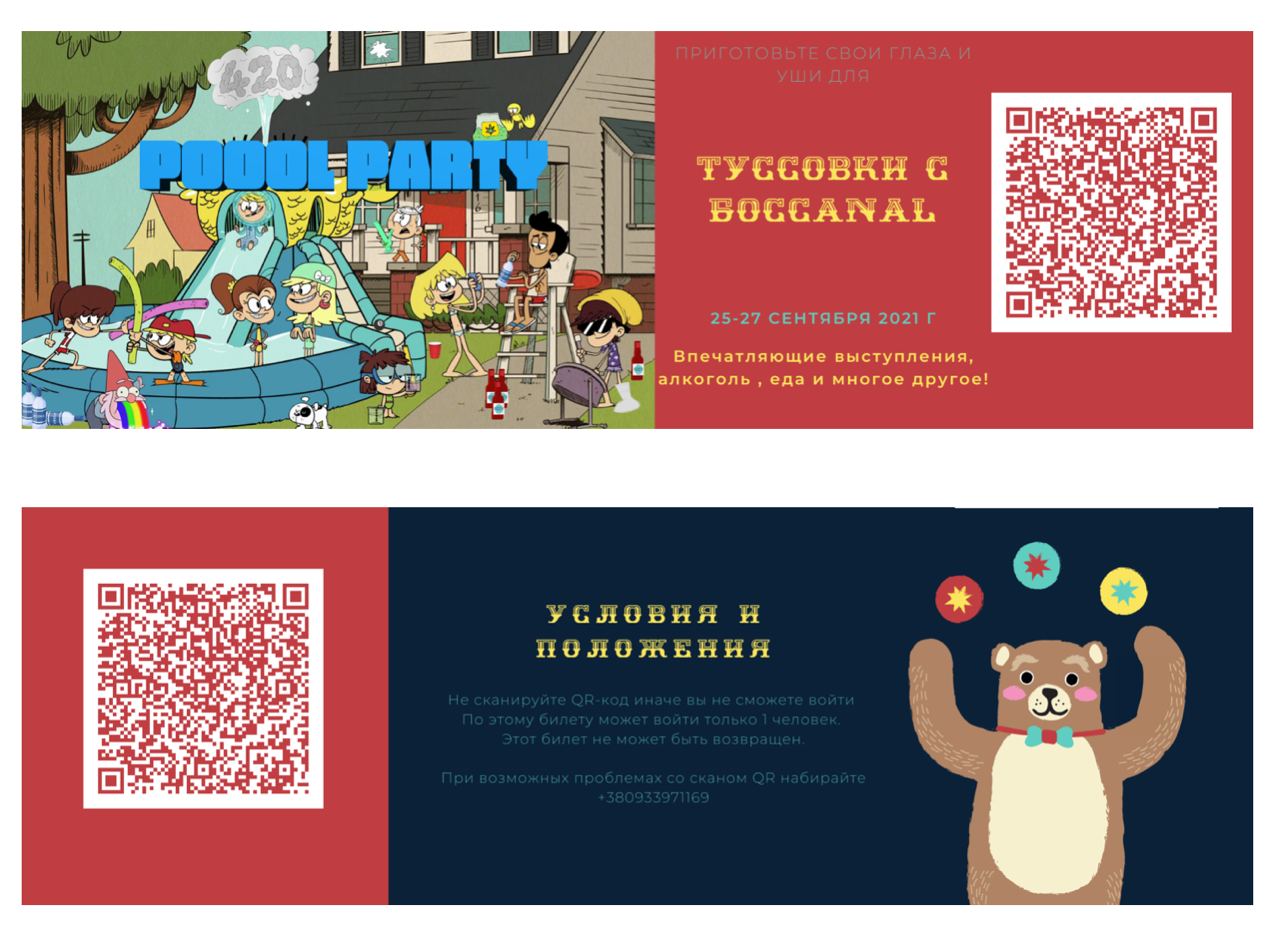 420
POOOL PARTY
ПРИГОТОВЬТЕ СВОИ ГЛАЗА И
УШИ ДЛЯ
ТУССОВКИ С
БОССANAL
25-27 СЕНТЯБРЯ 2021 Г
Впечатляющие выступления,
алкоголь , еда и многое другое!
УСЛОВИЯ И
ПОЛОЖЕНИЯ
Не сканируйте QR-код иначе вы не сможете войти
По этому билету может войти только 1 человек.
Этот билет не может быть возвращен.
При возможных проблемах со сканом QR набирайте
+380933971169